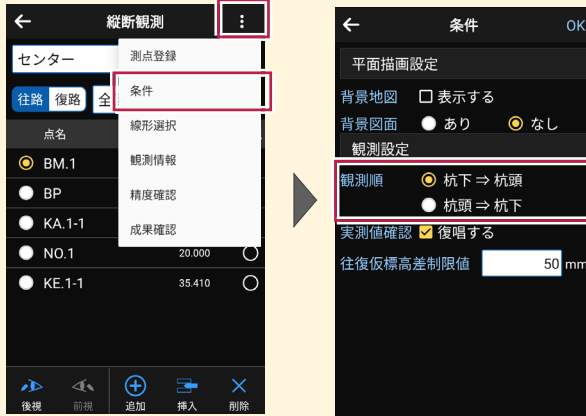 縦断観測
センター
測点登録
条件
往路 復路 全
線形選択
点名
観測情報
BM.1
精度確認
BP
成果確認
KA.1-1
NO.1 20.000
KE.1-1 35.410
後視 前視 追加 挿入 削除
条件 OK
平面描画設定
背景地図 表示する
背景図面 あり なし
観測設定
観測順 杭下⇒杭頭
杭頭⇒杭下
実測値確認 復唱する
往復仮標高差制限値 50 mm